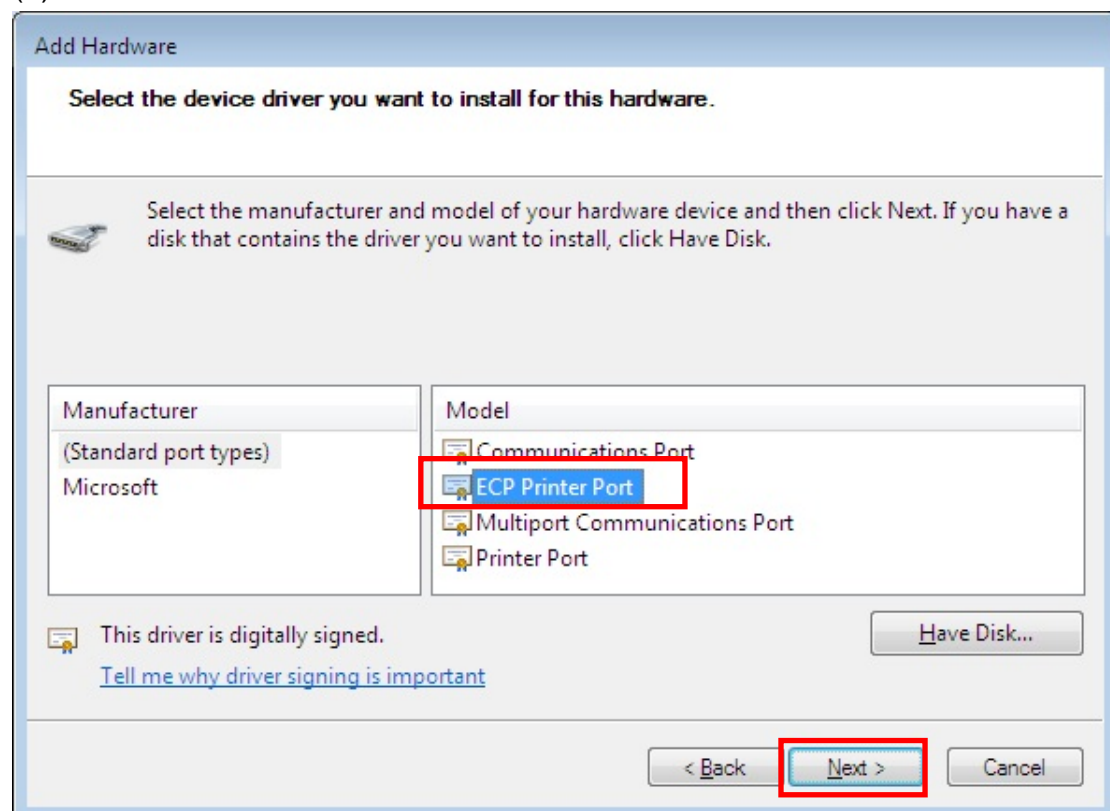 Add Hardware
Select the device driver you want to install for this hardware.
Select the manufacturer and model of your hardware device and then click Next. If you have a
disk that contains the driver you want to install, click Have Disk.
Manufacturer
(Standard port types)
Microsoft
Model
Communications Port
ECP Printer Port
Multiport Communications Port
Printer Port
This driver is digitally signed.
Have Disk...
Tell me why driver signing is important
< Back
Next >
Cancel